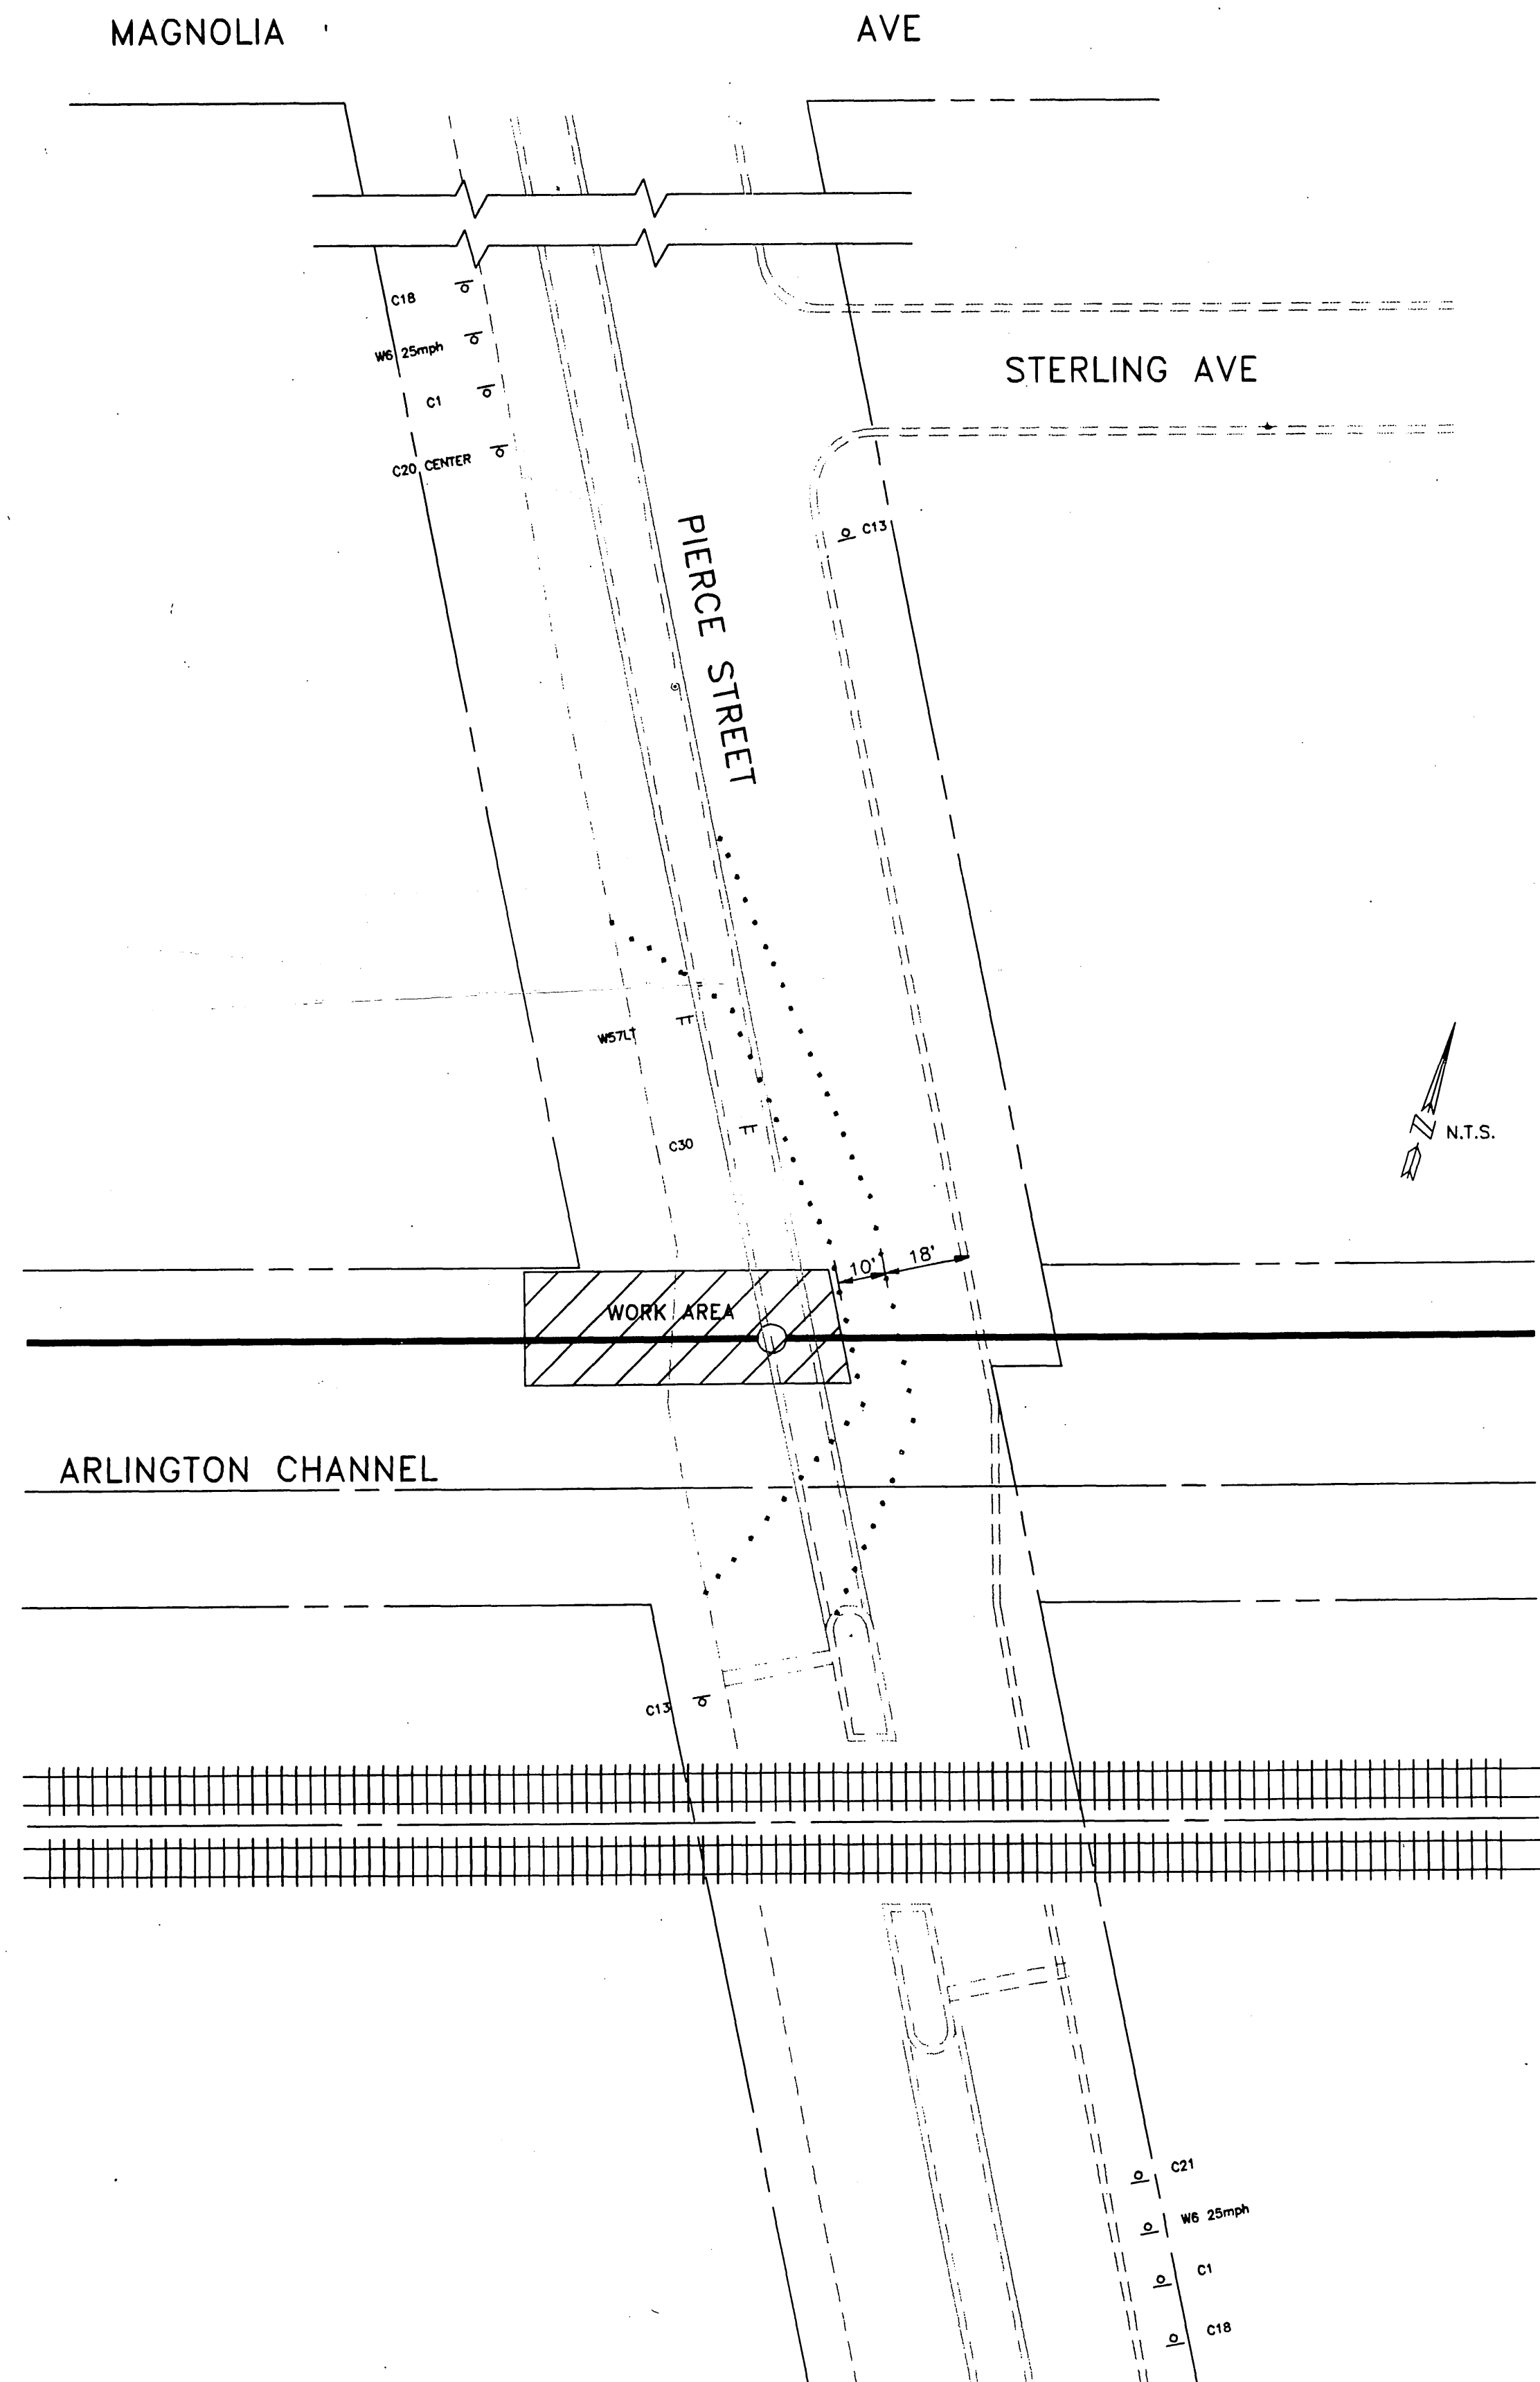 MAGNOLIA AVE
C18
W6 25mph
STERLING AVE
C1
C20 CENTER
C13
PIERCE STREET
W57LT
C30
N N.T.S.
10' 18'
WORK AREA
ARLINGTON CHANNEL
C13
C21
W6 25mph
C1
C18